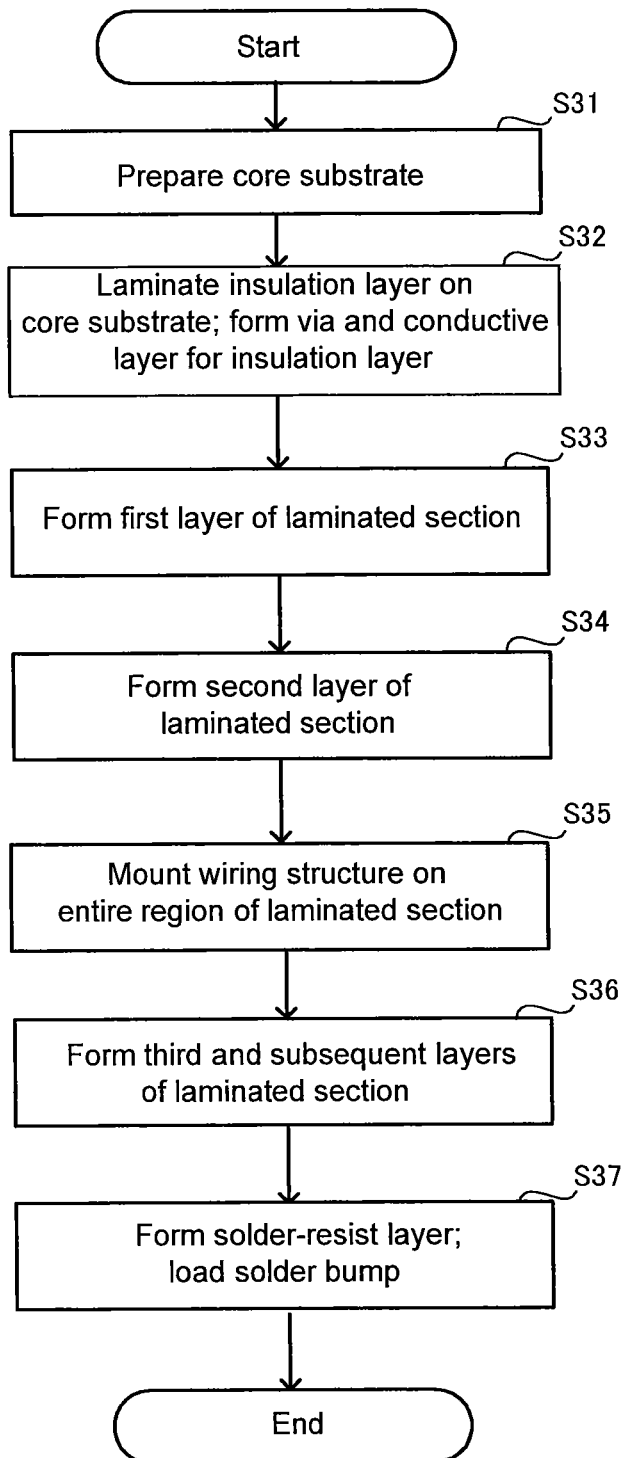 Start
S31
Prepare core substrate
S32
Laminate insulation layer on
core substrate; form via and conductive
layer for insulation layer
S33
Form first layer of laminated section
S34
Form second layer of
laminated section
S35
Mount wiring structure on
entire region of laminated section
S36
Form third and subsequent layers
of laminated section
S37
Form solder-resist layer;
load solder bump
End